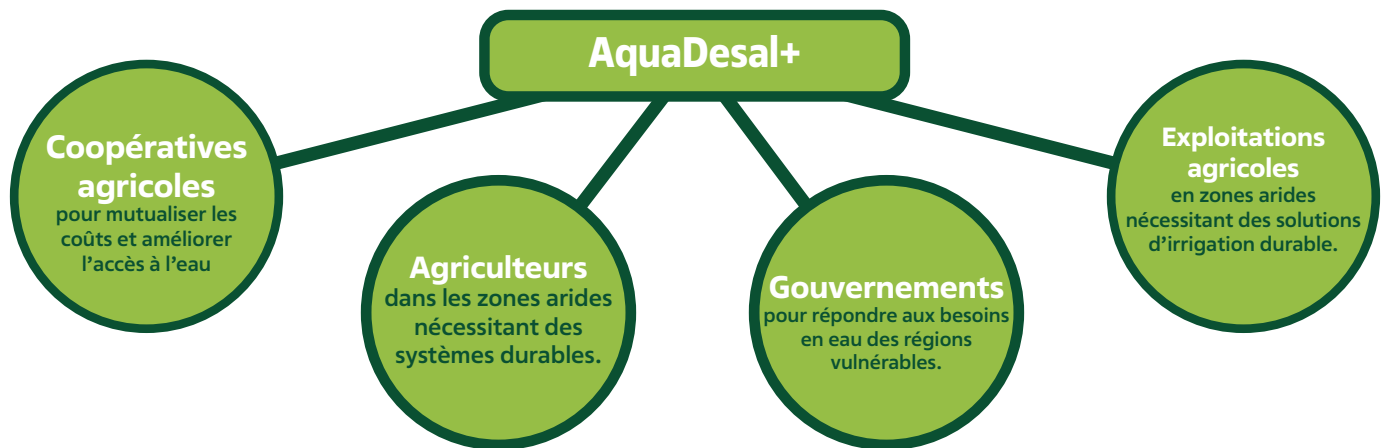 AquaDesal+
Coopératives
agricoles
pour mutualiser les
coûts et améliorer
l’accès à l’eau
Agriculteurs
dans les zones arides
nécessitant des
systèmes durables.
Gouvernements
pour répondre aux besoins
en eau des régions
vulnérables.
Exploitations
agricoles
en zones arides
nécessitant des solutions
d’irrigation durable.